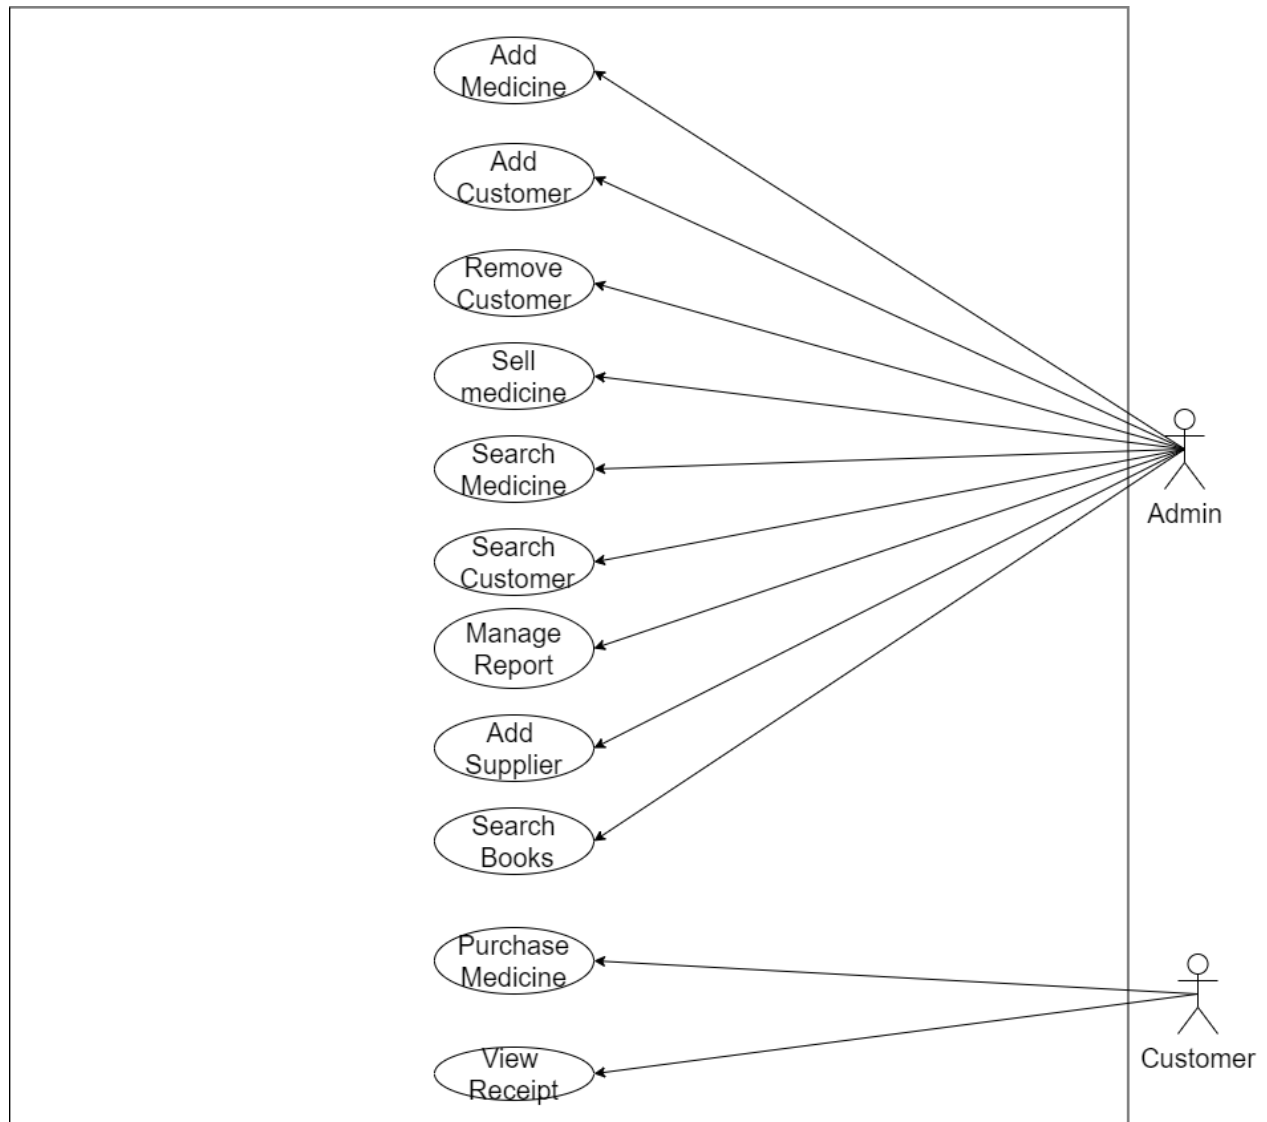 Add
Medicine
Add
Customer
Remove
Customer
Sell
medicine
Search
Medicine
Admin
Search
Customer
Manage
Report
Add
Supplier
Search
Books
Purchase
Medicine
Customer
View
Receipt